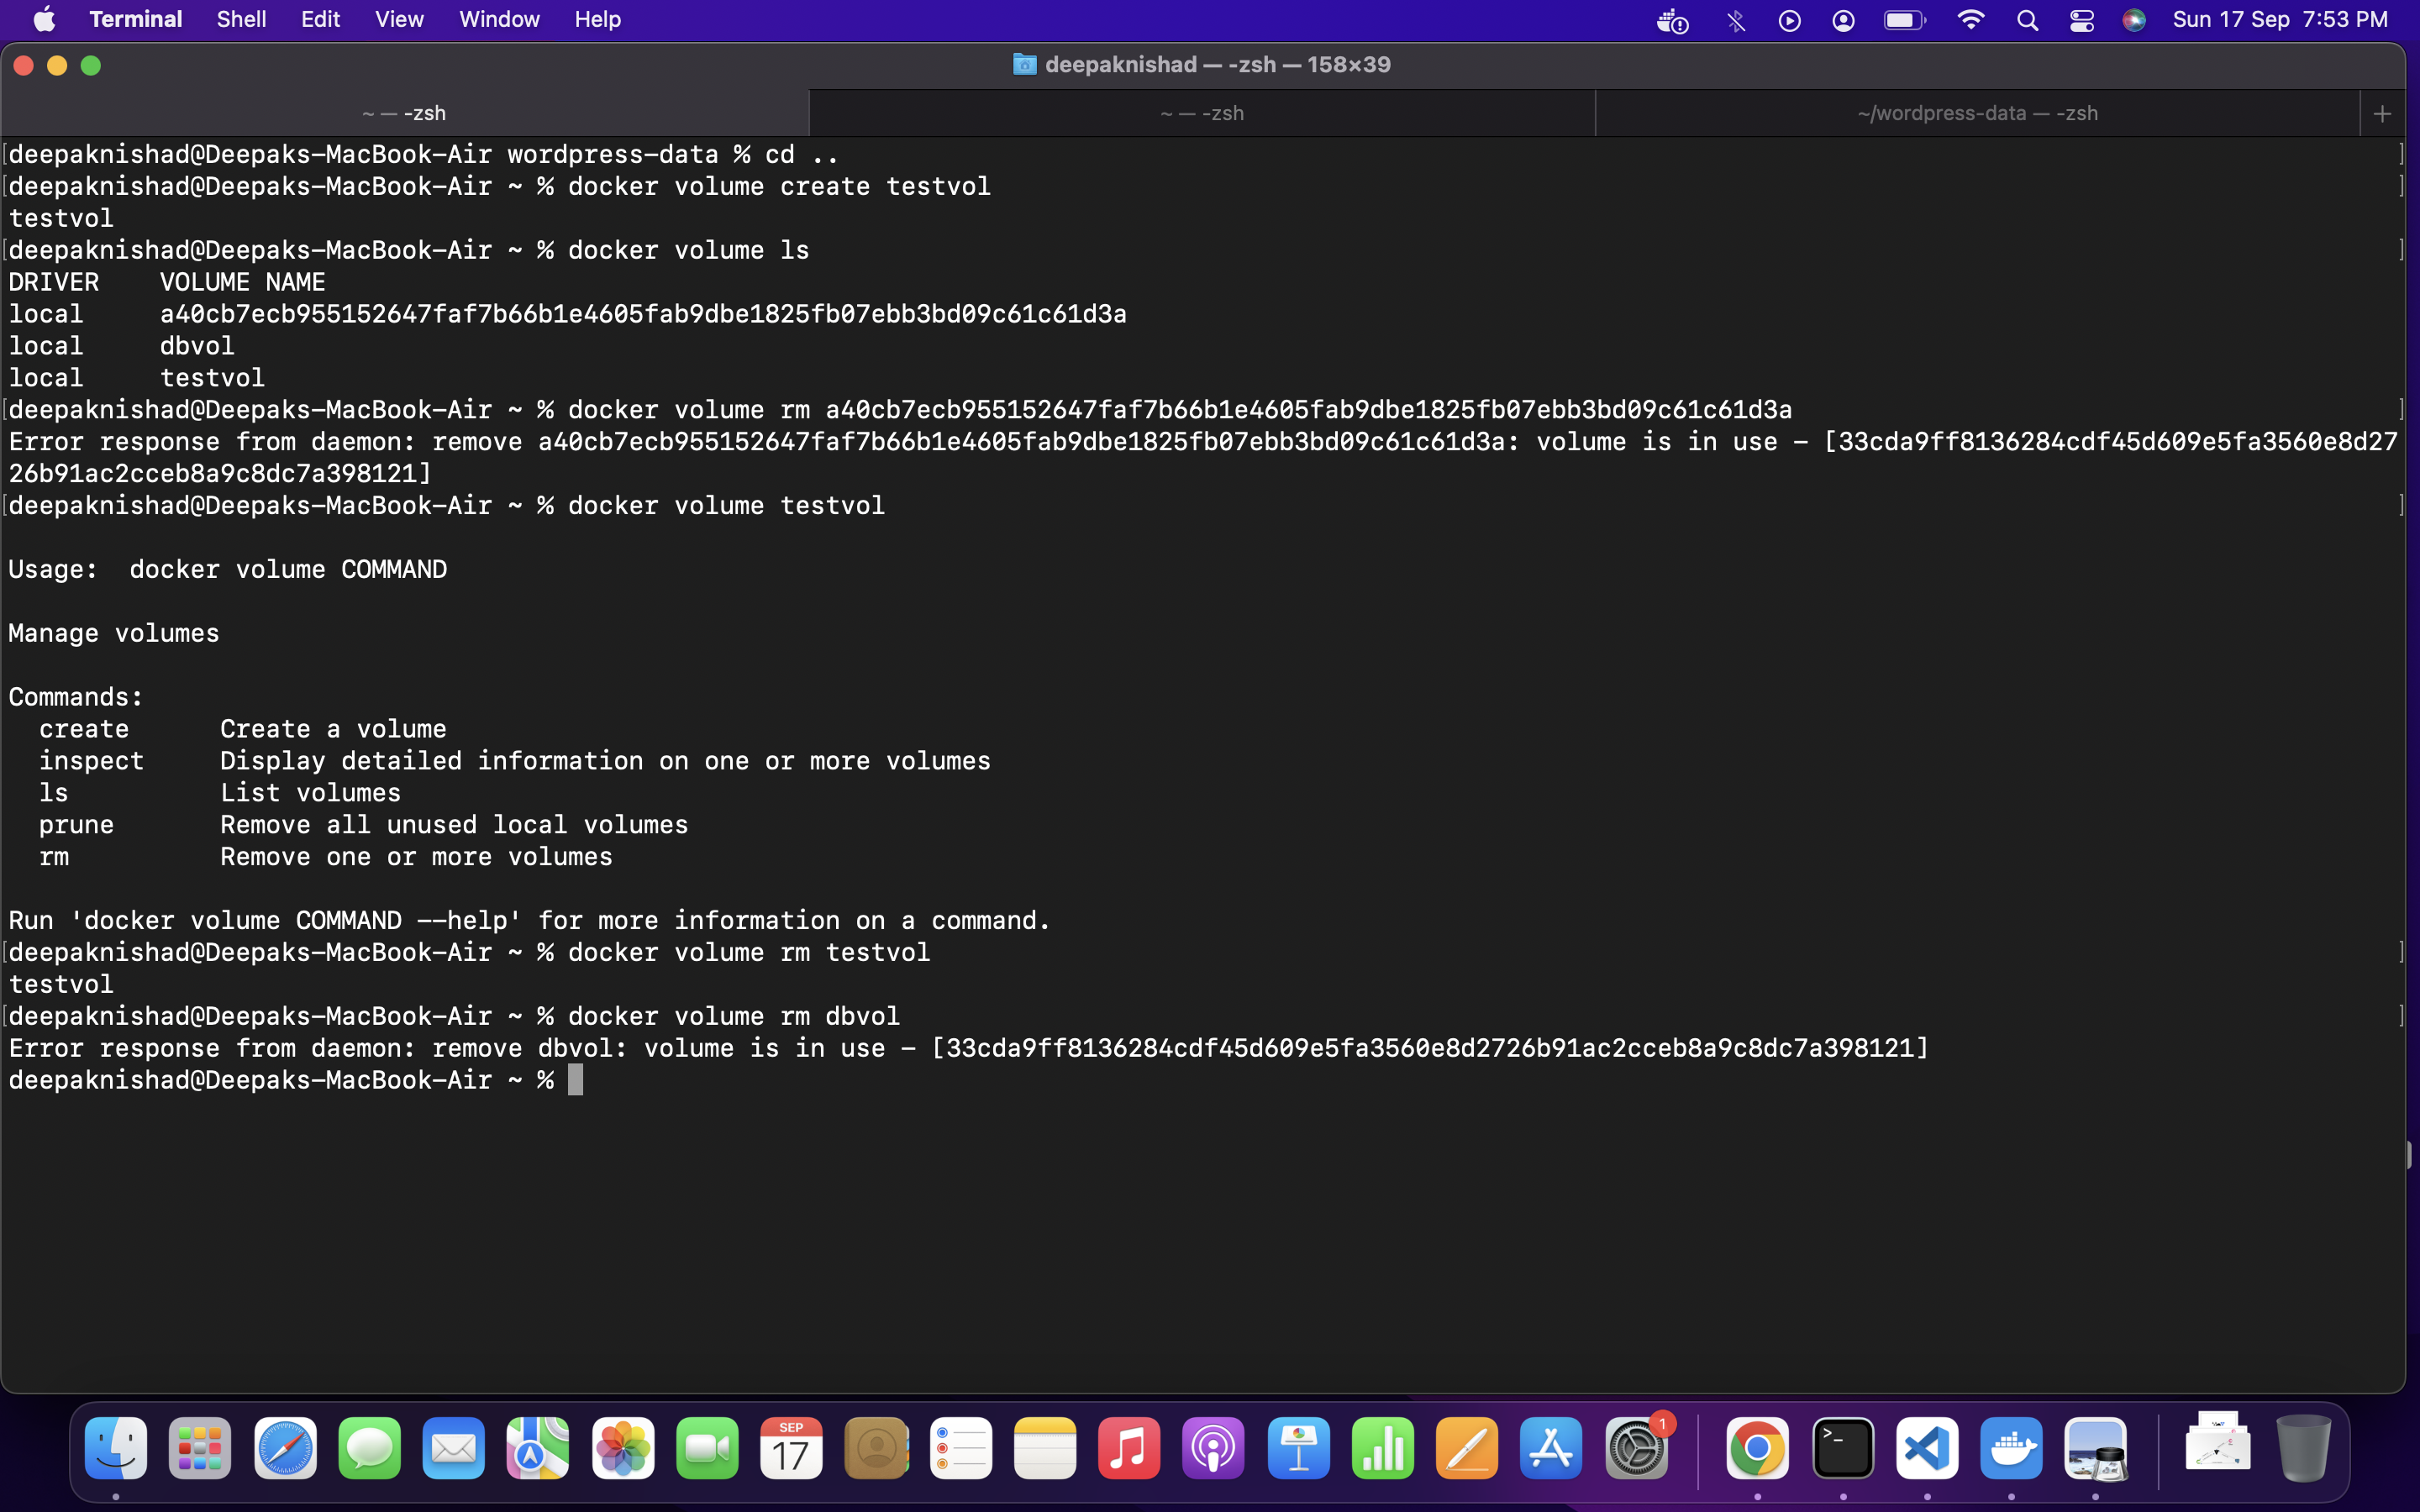 Terminal Shell Edit View Window Help Sun 17 Sep 7:53 PM
deepaknishad — -zsh — 158×39
~ — -zsh ~ — -zsh ~/wordpress-data — -zsh +
[deepaknishad@Deepaks-MacBook-Air wordpress-data % cd .. ]
[deepaknishad@Deepaks-MacBook-Air ~ % docker volume create testvol ]
testvol
[deepaknishad@Deepaks-MacBook-Air ~ % docker volume ls ]
DRIVER    VOLUME NAME
local     a40cb7ecb955152647faf7b66b1e4605fab9dbe1825fb07ebb3bd09c61c61d3a
local     dbvol
local     testvol
[deepaknishad@Deepaks-MacBook-Air ~ % docker volume rm a40cb7ecb955152647faf7b66b1e4605fab9dbe1825fb07ebb3bd09c61c61d3a ]
Error response from daemon: remove a40cb7ecb955152647faf7b66b1e4605fab9dbe1825fb07ebb3bd09c61c61d3a: volume is in use - [33cda9ff8136284cdf45d609e5fa3560e8d27
26b91ac2cceb8a9c8dc7a398121]
[deepaknishad@Deepaks-MacBook-Air ~ % docker volume testvol ]
Usage:  docker volume COMMAND
Manage volumes
Commands:
  create      Create a volume
  inspect     Display detailed information on one or more volumes
  ls          List volumes
  prune       Remove all unused local volumes
  rm          Remove one or more volumes
Run 'docker volume COMMAND --help' for more information on a command.
[deepaknishad@Deepaks-MacBook-Air ~ % docker volume rm testvol ]
testvol
[deepaknishad@Deepaks-MacBook-Air ~ % docker volume rm dbvol ]
Error response from daemon: remove dbvol: volume is in use - [33cda9ff8136284cdf45d609e5fa3560e8d2726b91ac2cceb8a9c8dc7a398121]
deepaknishad@Deepaks-MacBook-Air ~ %
SEP
17
1
>_